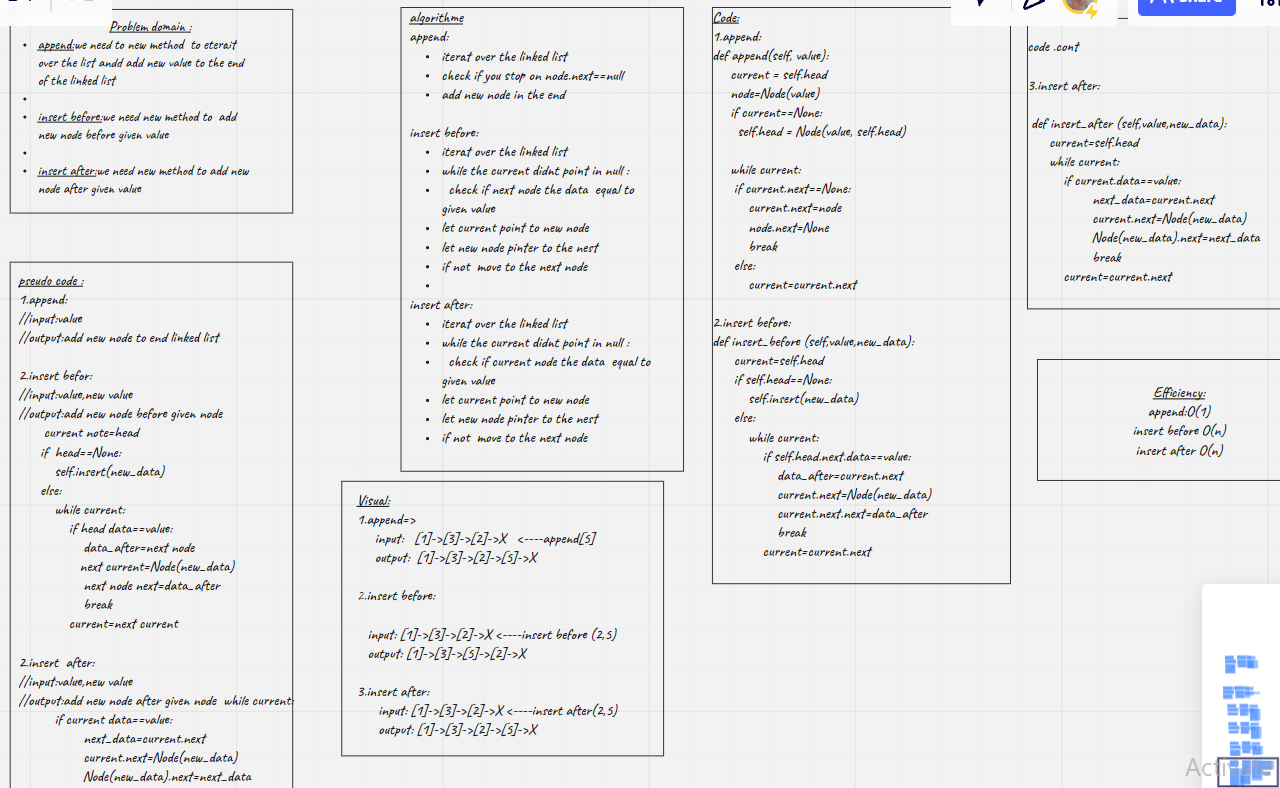 Problem domain :
append:we need to new method to eterait
over the list andd add new value to the end
of the linked list
insert before:we need new method to add
new node before given value
insert after:we need new method to add new
node after given value
pseudo code :
1.append:
//input:value
//output:add new node to end linked list
2.insert befor:
//input:value,new value
//output:add new node before given node
current note=head
if head==None:
self.insert(new_data)
else:
while current:
if head data==value:
data_after=next node
next current=Node(new_data)
next node next=data_after
break
current=next current
2.insert after:
//input:value,new value
//output:add new node after given node while current:
if current data==value:
next_data=current.next
current.next=Node(new_data)
Node(new_data).next=next_data
algorithme
append:
iterat over the linked list
check if you stop on node.next==null
add new node in the end
insert before:
iterat over the linked list
while the current didnt point in null :
check if next node the data equal to
given value
let current point to new node
let new node pinter to the nest
if not move to the next node
insert after:
iterat over the linked list
while the current didnt point in null :
check if current node the data equal to
given value
let current point to new node
let new node pinter to the nest
if not move to the next node
Visual:
1.append=>
input: [1]->[3]->[2]->X <----append[5]
output: [1]->[3]->[2]->[5]->X
2.insert before:
input: [1]->[3]->[2]->X <----insert before (2,5)
output: [1]->[3]->[5]->[2]->X
3.insert after:
input: [1]->[3]->[2]->X <----insert after(2,5)
output: [1]->[3]->[2]->[5]->X
Code:
1.append:
def append(self, value):
current = self.head
node=Node(value)
if current==None:
self.head = Node(value, self.head)
while current:
if current.next==None:
current.next=node
node.next=None
break
else:
current=current.next
2.insert before:
def insert_before (self,value,new_data):
current=self.head
if self.head==None:
self.insert(new_data)
else:
while current:
if self.head.next.data==value:
data_after=current.next
current.next=Node(new_data)
current.next.next=data_after
break
current=current.next
code .cont
3.insert after:
def insert_after (self,value,new_data):
current=self.head
while current:
if current.data==value:
next_data=current.next
current.next=Node(new_data)
Node(new_data).next=next_data
break
current=current.next
Efficiency:
append:O(1)
insert before O(n)
insert after O(n)
Share